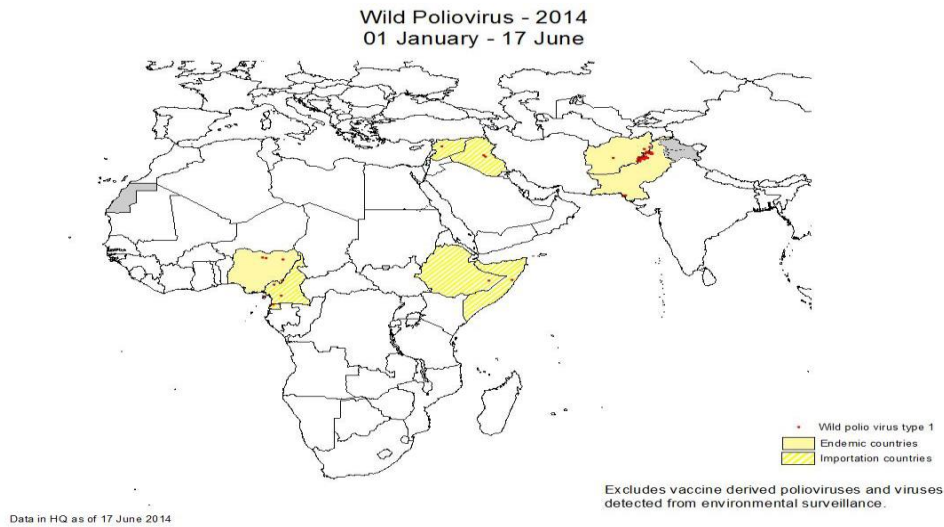 Wild Poliovirus - 2014
01 January - 17 June
Wild polio virus type 1
Endemic countries
Importation countries
Excludes vaccine derived polioviruses and viruses
detected from environmental surveillance.
Data in HQ as of 17 June 2014